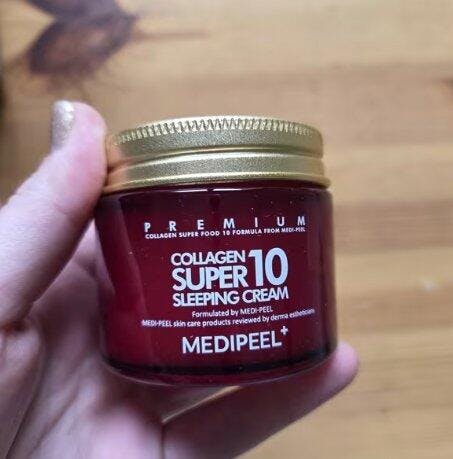 PREMIUM
COLLAGEN SUPER FOOD 10 FORMULA FROM MEDI-PEEL
COLLAGEN
SUPER 10
SLEEPING CREAM
Formulated by MEDI-PEEL
MEDI-PEEL skin care products reviewed by derma estheticians
MEDIPEEL+